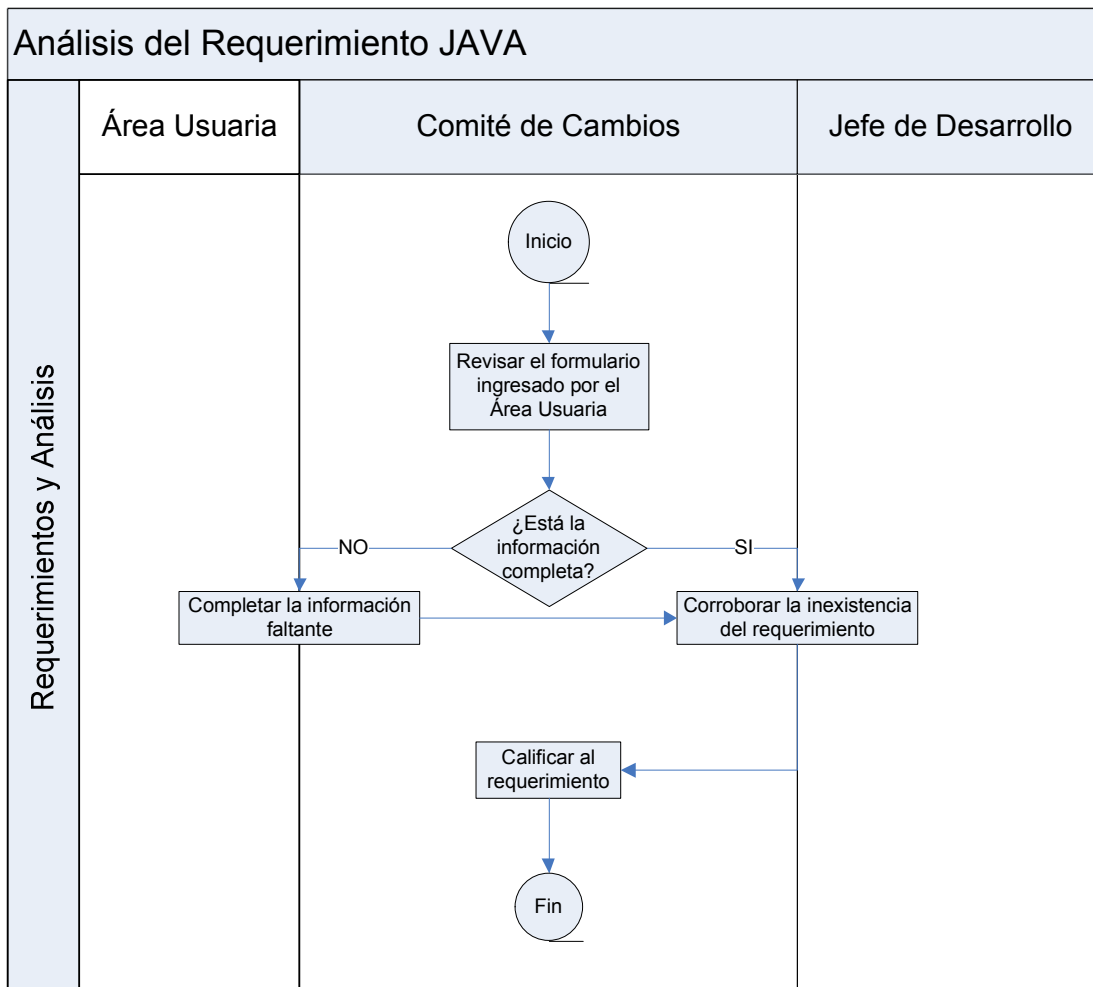 Análisis del Requerimiento JAVA
Área Usuaria
Comité de Cambios
Jefe de Desarrollo
Requerimientos y Análisis
Inicio
Revisar el formulario
ingresado por el
Área Usuaria
¿Está la
información
completa?
NO
SI
Completar la información
faltante
Corroborar la inexistencia
del requerimiento
Calificar al
requerimiento
Fin